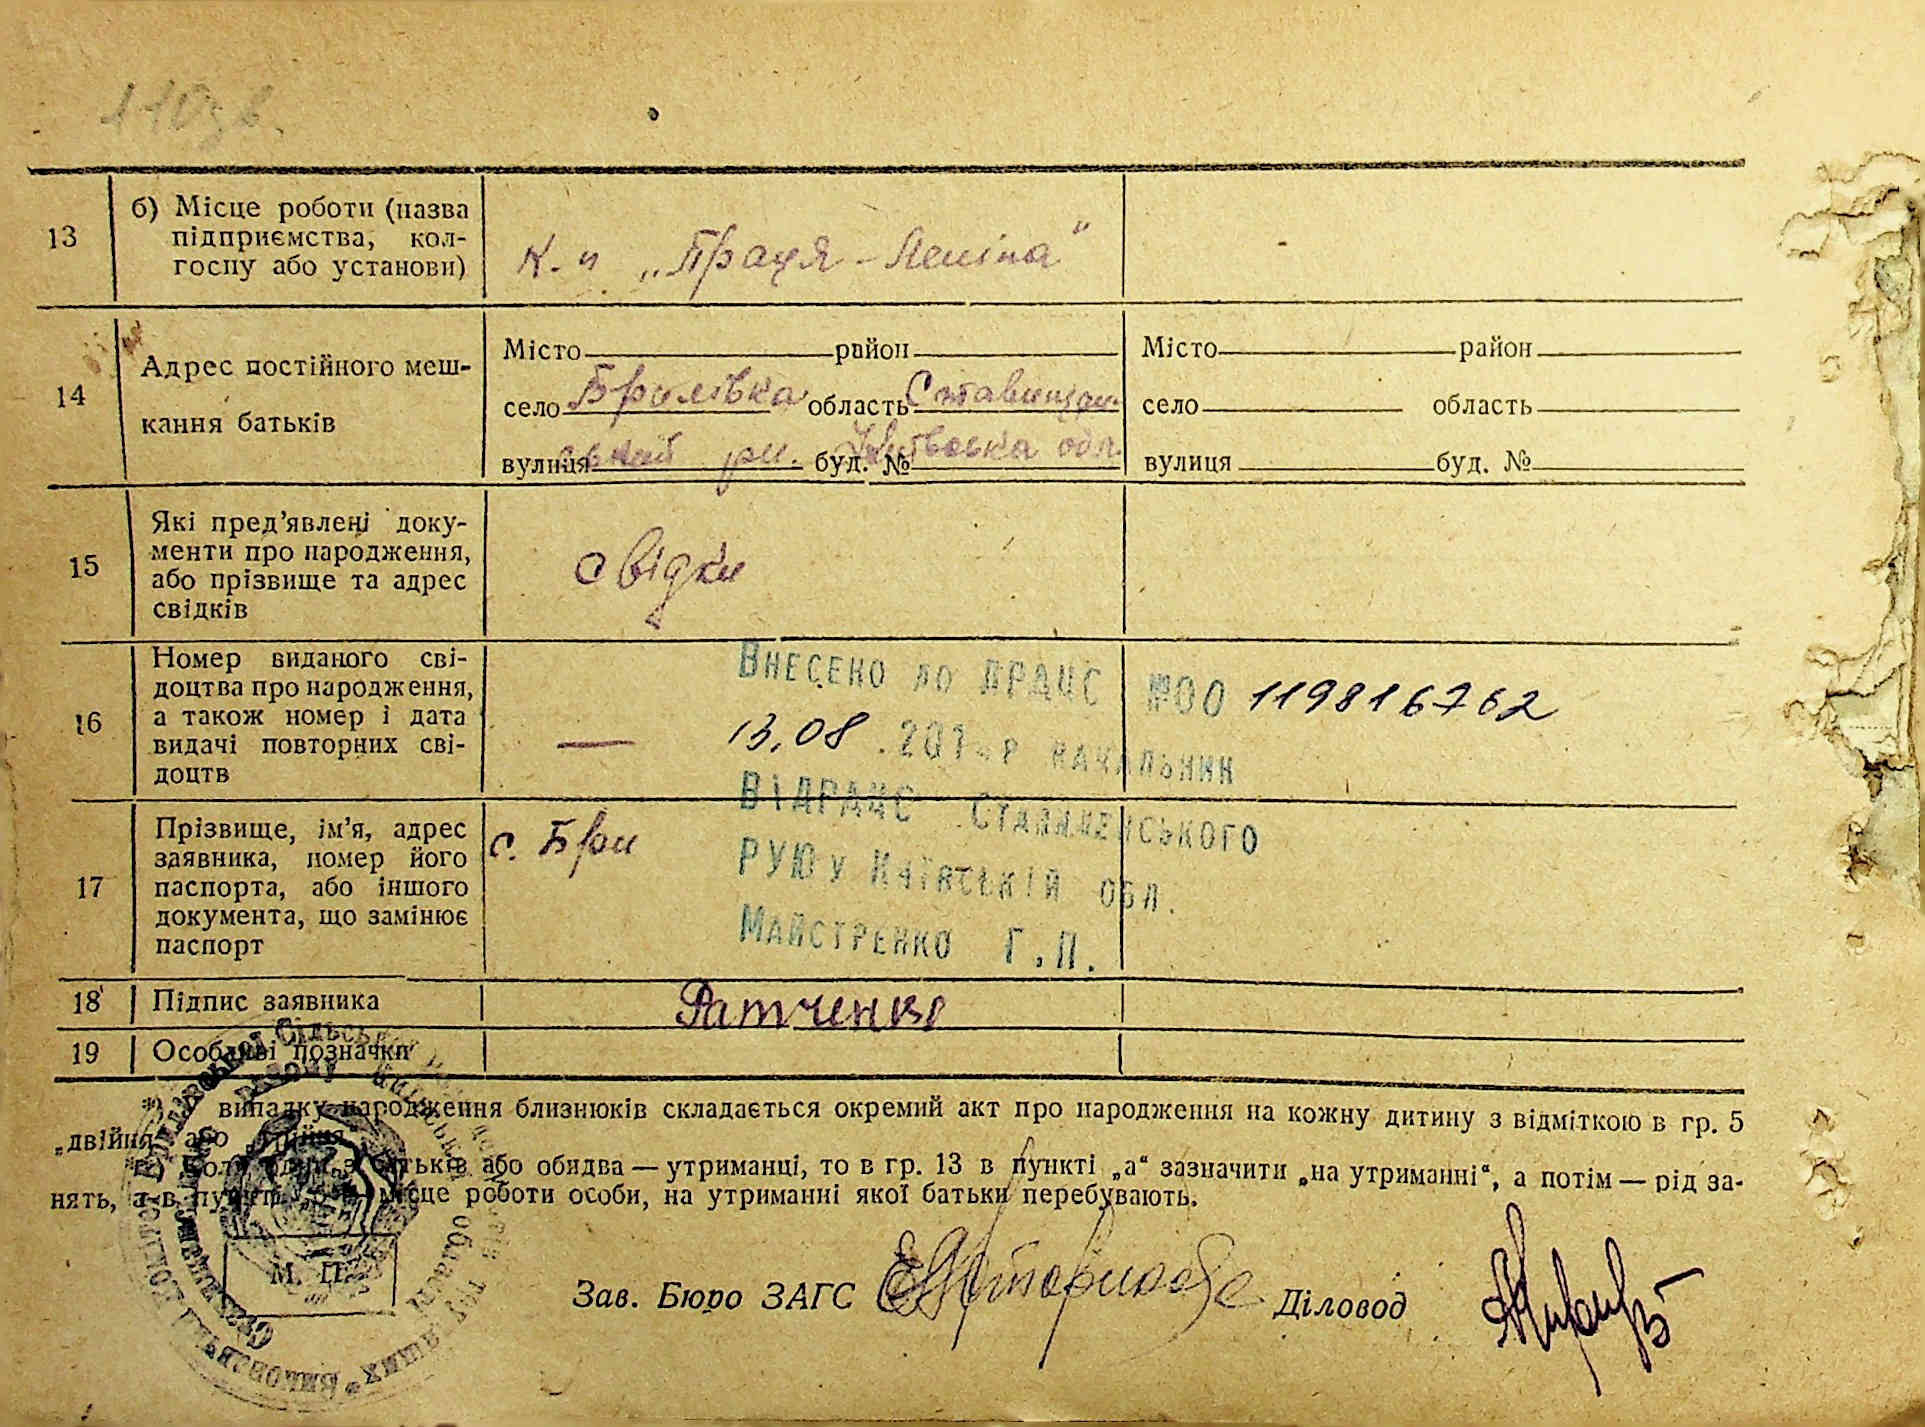 110зв.
13
б) Місце роботи (назва
підприємства, кол-
госпу або установи)
К-п „Праця-Леніна"
14
Адрес постійного меш-
кання батьків
Місто район
село Брилівка область Ставищан-
вулиця ський рн. буд. № Київська обл.
Місто район
село область
вулиця буд. №
15
Які пред’явлені доку-
менти про народження,
або прізвище та адрес
свідків
свідки
16
Номер виданого сві-
доцтва про народження,
а також номер і дата
видачі повторних сві-
доцтв
—
Внесено до ДРАЦС №00 119816762
13.08.201 р начальник
ВіДРАЦС Ставищенського
РУЮ у Київській обл.
Майстренко Г.П.
17
Прізвище, ім’я, адрес
заявника, номер його
паспорта, або іншого
документа, що замінює
паспорт
с. Бри
18
Підпис заявника
Ратченко
19
Особливі позначки
випадку народження близнюків складається окремий акт про народження на кожну дитину з відміткою в гр. 5
„двійня" або „трійня"
Коли один з батьків або обидва — утриманці, то в гр. 13 в пункті „а" зазначити „на утриманні", а потім — рід за-
нять, а в пункті місце роботи особи, на утриманні якої батьки перебувають.
М. П.
Зав. Бюро ЗАГС
Діловод